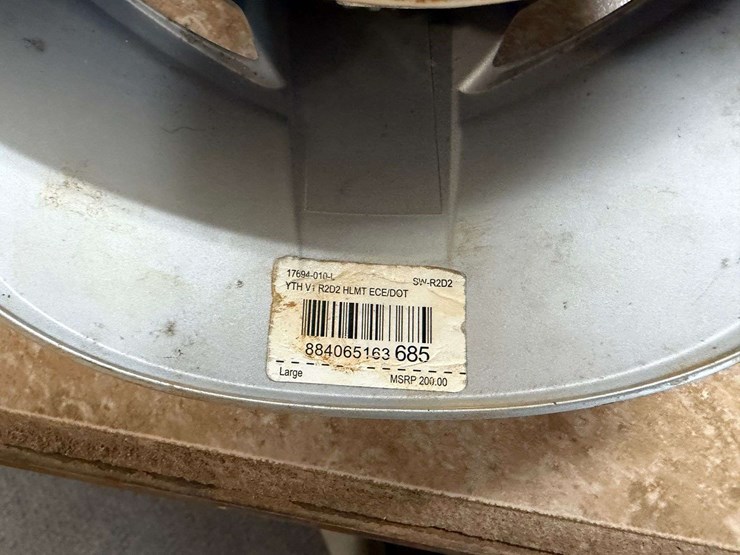 17694-010-L SW-R2D2
YTH V1 R2D2 HLMT ECE/DOT
884065163 685
Large MSRP 200.00